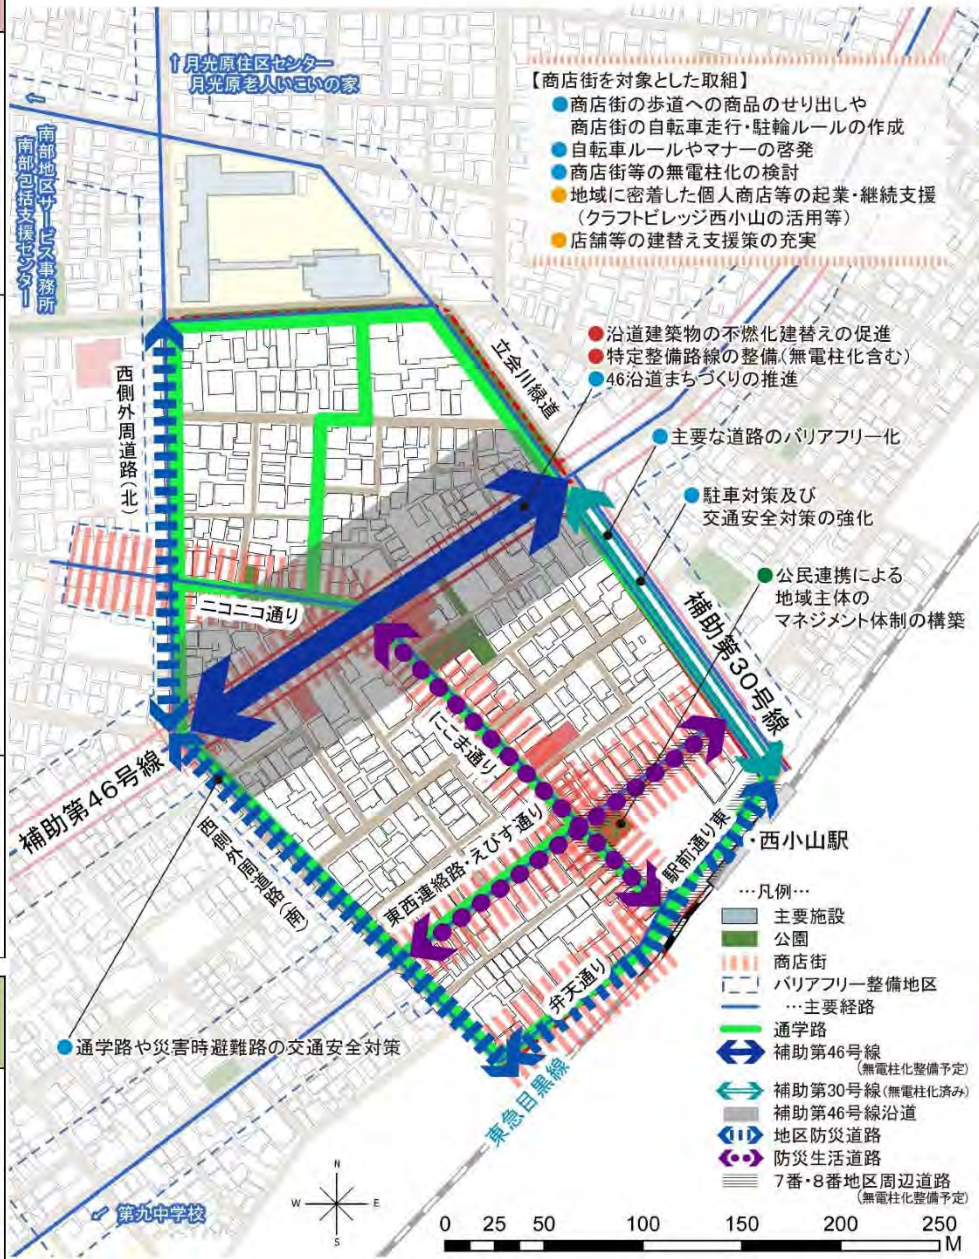 ↑月光原住区センター
月光原老人いこいの家
←
南部地区サービス事務所
南部包括支援センター
【商店街を対象とした取組】
●商店街の歩道への商品のせり出しや
商店街の自転車走行・駐輪ルールの作成
●自転車ルールやマナーの啓発
●商店街等の無電柱化の検討
●地域に密着した個人商店等の起業・継続支援
(クラフトビレッジ西小山の活用等)
●店舗等の建替え支援策の充実
●沿道建築物の不燃化建替えの促進
●特定整備路線の整備(無電柱化含む)
●46沿道まちづくりの推進
立会川緑道
西側外周道路(北)
●主要な道路のバリアフリー化
●駐車対策及び
交通安全対策の強化
●公民連携による
地域主体の
マネジメント体制の構築
ニコニコ通り
補助第30号線
にこま通り
補助第46号線
西側外周道路(南)
東西連絡路・えびす通り
駅前通り東
・西小山駅
弁天通り
●通学路や災害時避難路の交通安全対策
東急目黒線
↙第九中学校
…凡例…
主要施設
公園
商店街
バリアフリー整備地区
…主要経路
通学路
補助第46号線
(無電柱化整備予定)
補助第30号線(無電柱化済み)
補助第46号線沿道
地区防災道路
防災生活道路
7番・8番地区周辺道路
(無電柱化整備予定)
N
W E
S
0 25 50 100 150 200 250
M